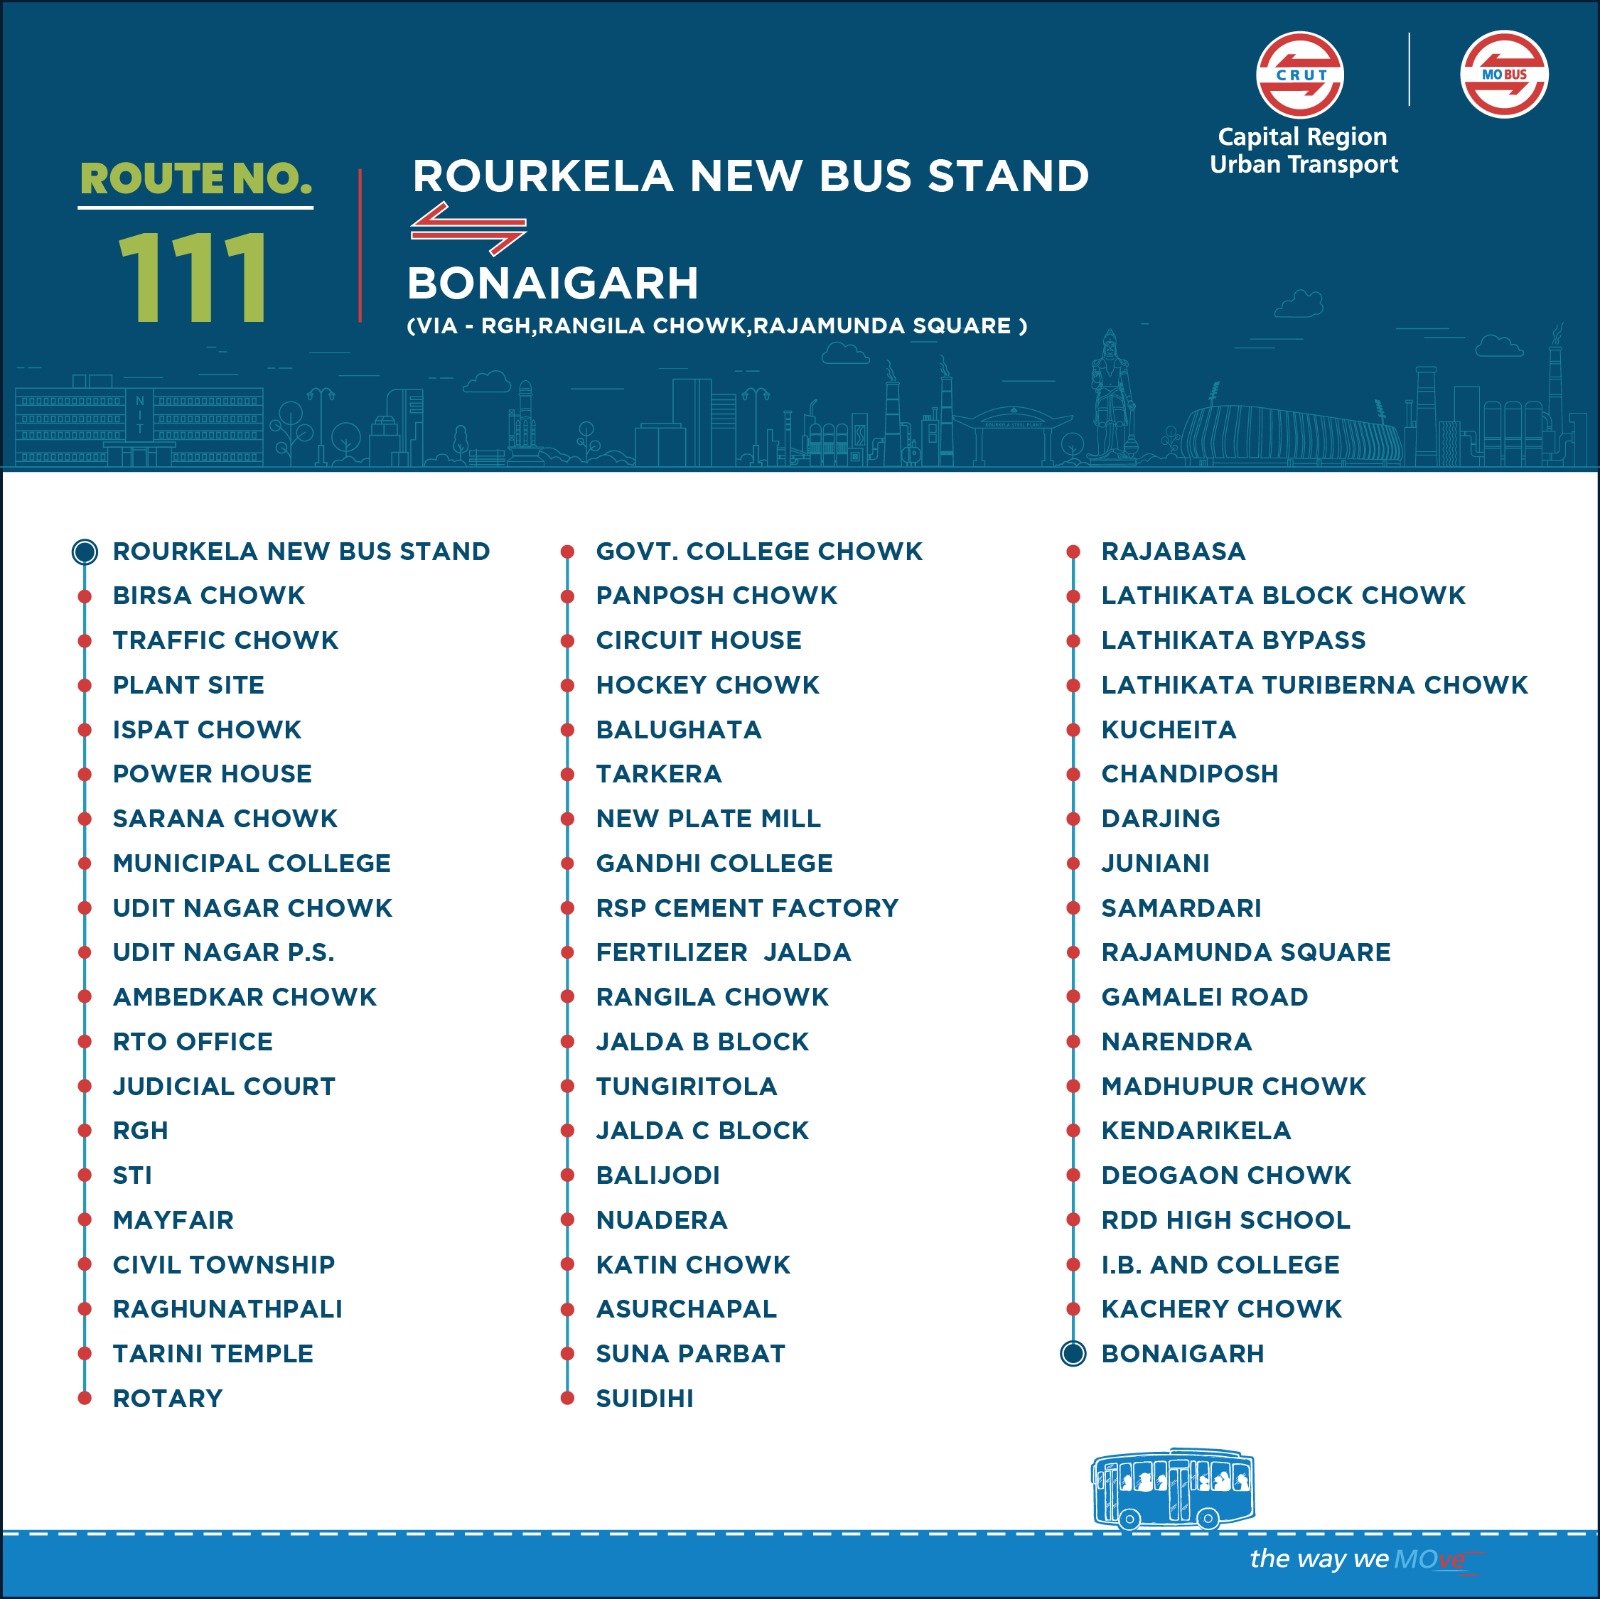 CRUT
MO BUS
Capital Region
Urban Transport
ROUTE NO.
111
ROURKELA NEW BUS STAND
BONAIGARH
(VIA - RGH,RANGILA CHOWK,RAJAMUNDA SQUARE )
NIT
ROURKELA STEEL PLANT
ROURKELA NEW BUS STAND
BIRSA CHOWK
TRAFFIC CHOWK
PLANT SITE
ISPAT CHOWK
POWER HOUSE
SARANA CHOWK
MUNICIPAL COLLEGE
UDIT NAGAR CHOWK
UDIT NAGAR P.S.
AMBEDKAR CHOWK
RTO OFFICE
JUDICIAL COURT
RGH
STI
MAYFAIR
CIVIL TOWNSHIP
RAGHUNATHPALI
TARINI TEMPLE
ROTARY
GOVT. COLLEGE CHOWK
PANPOSH CHOWK
CIRCUIT HOUSE
HOCKEY CHOWK
BALUGHATA
TARKERA
NEW PLATE MILL
GANDHI COLLEGE
RSP CEMENT FACTORY
FERTILIZER JALDA
RANGILA CHOWK
JALDA B BLOCK
TUNGIRITOLA
JALDA C BLOCK
BALIJODI
NUADERA
KATIN CHOWK
ASURCHAPAL
SUNA PARBAT
SUIDIHI
RAJABASA
LATHIKATA BLOCK CHOWK
LATHIKATA BYPASS
LATHIKATA TURIBERNA CHOWK
KUCHEITA
CHANDIPOSH
DARJING
JUNIANI
SAMARDARI
RAJAMUNDA SQUARE
GAMALEI ROAD
NARENDRA
MADHUPUR CHOWK
KENDARIKELA
DEOGAON CHOWK
RDD HIGH SCHOOL
I.B. AND COLLEGE
KACHERY CHOWK
BONAIGARH
the way we MOve